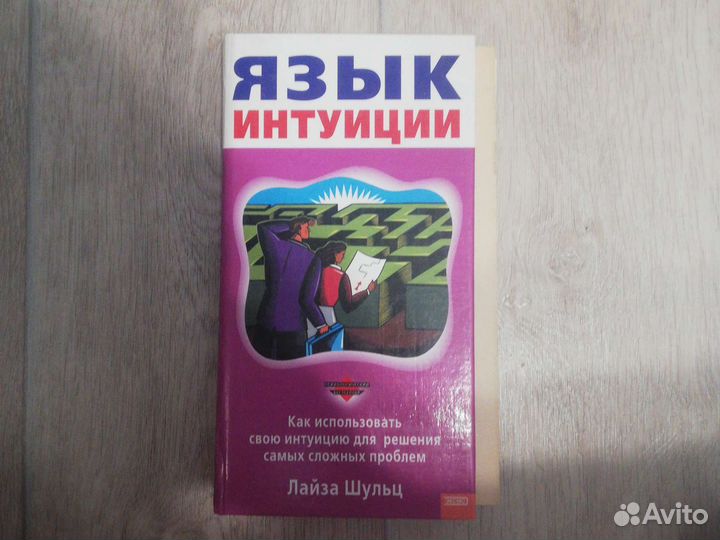 ЯЗЫК
ИНТУИЦИИ
Как использовать
свою интуицию для решения
самых сложных проблем
Лайза Шульц
Avito